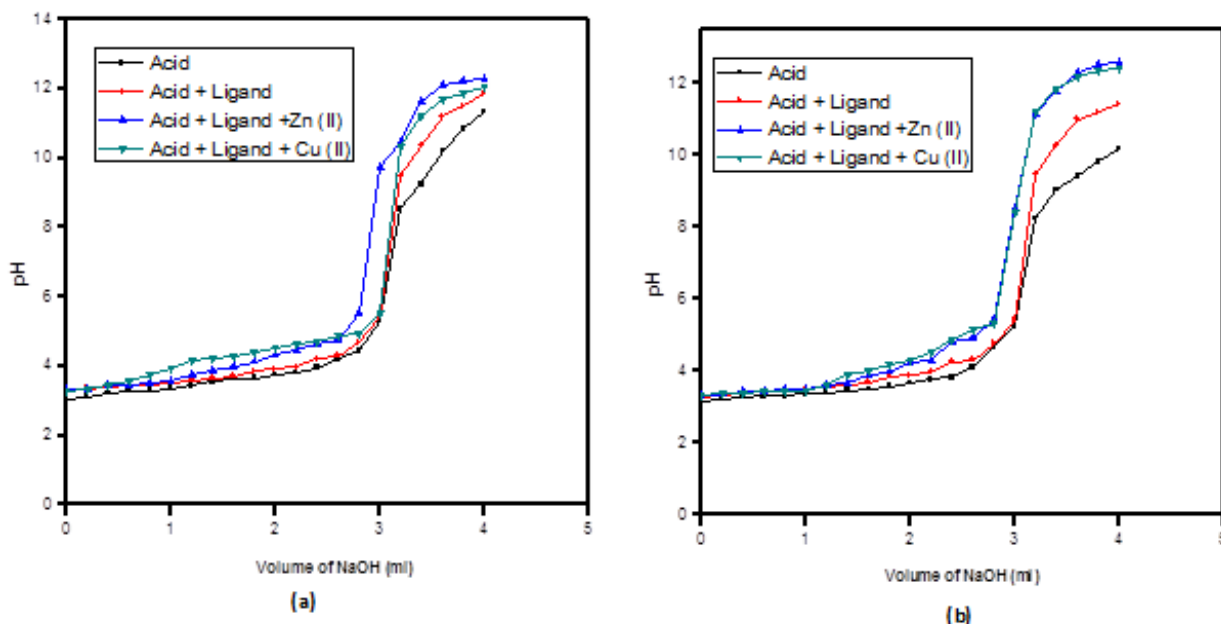 14
12
10
8
6
4
2
0
pH
Acid
Acid + Ligand
Acid + Ligand +Zn (II)
Acid + Ligand + Cu (II)
0 1 2 3 4 5
Volume of NaOH (ml)
(a)
12
10
8
6
4
2
0
pH
Acid
Acid + Ligand
Acid + Ligand +Zn (II)
Acid + Ligand + Cu (II)
0 1 2 3 4 5
Volume of NaOH (ml)
(b)